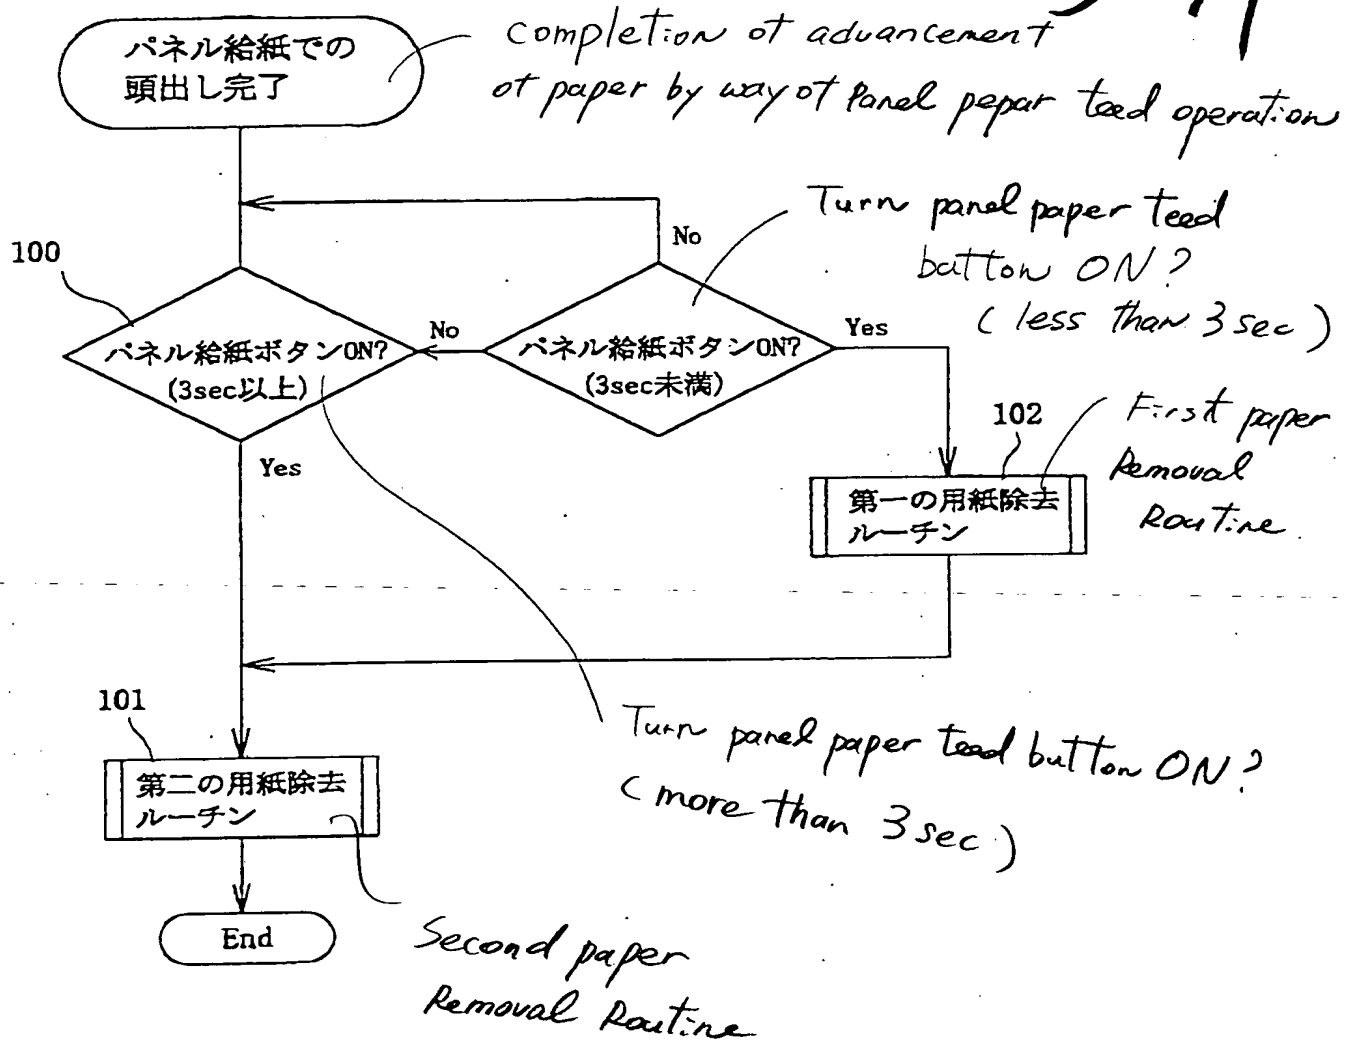 パネル給紙での
頭出し完了
completion of advancement
of paper by way of Panel pepar feed operation
No
Turn panel paper feed
button ON?
(less than 3 sec)
100
No
Yes
パネル給紙ボタンON?
(3sec以上)
パネル給紙ボタンON?
(3sec未満)
Yes
102
First paper
Removal
Routine
第一の用紙除去
ルーチン
101
Turn panel paper feed button ON?
(more than 3 sec)
第二の用紙除去
ルーチン
End
Second paper
Removal Routine